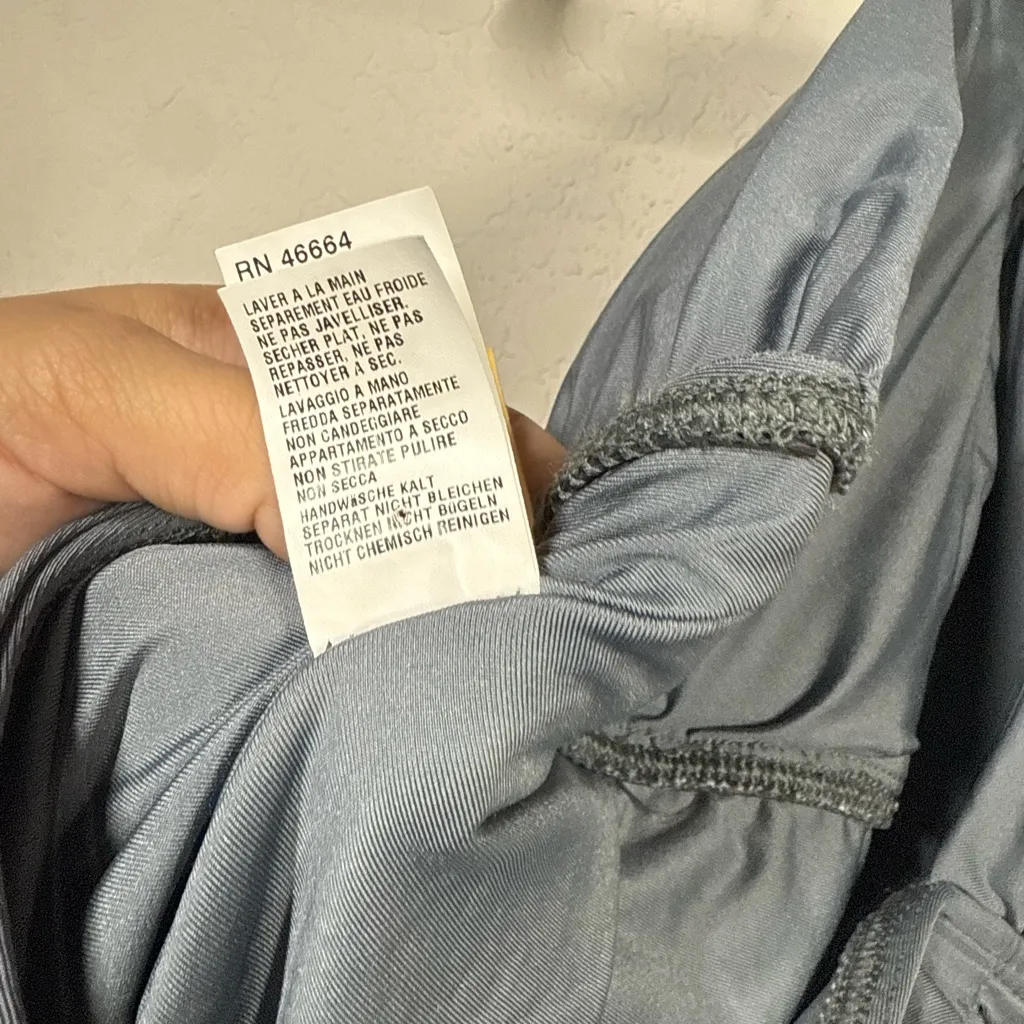 RN 46664
LAVER A LA MAIN
SEPAREMENT EAU FROIDE
NE PAS JAVELLISER.
SECHER PLAT, NE PAS
REPASSER, NE PAS
NETTOYER A SEC.
LAVAGGIO A MANO
FREDDA SEPARATAMENTE
NON CANDEGGIARE
APPARTAMENTO A SECCO
NON STIRATE PULIRE
NON SECCA
HANDWäSCHE KALT
SEPARAT NICHT BLEICHEN
TROCKNEN NICHT BüGELN
NICHT CHEMISCH REINIGEN